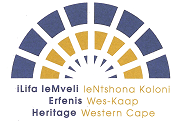 iLifa leMveli leNtshona Koloni
Erfenis Wes-Kaap
Heritage Western Cape